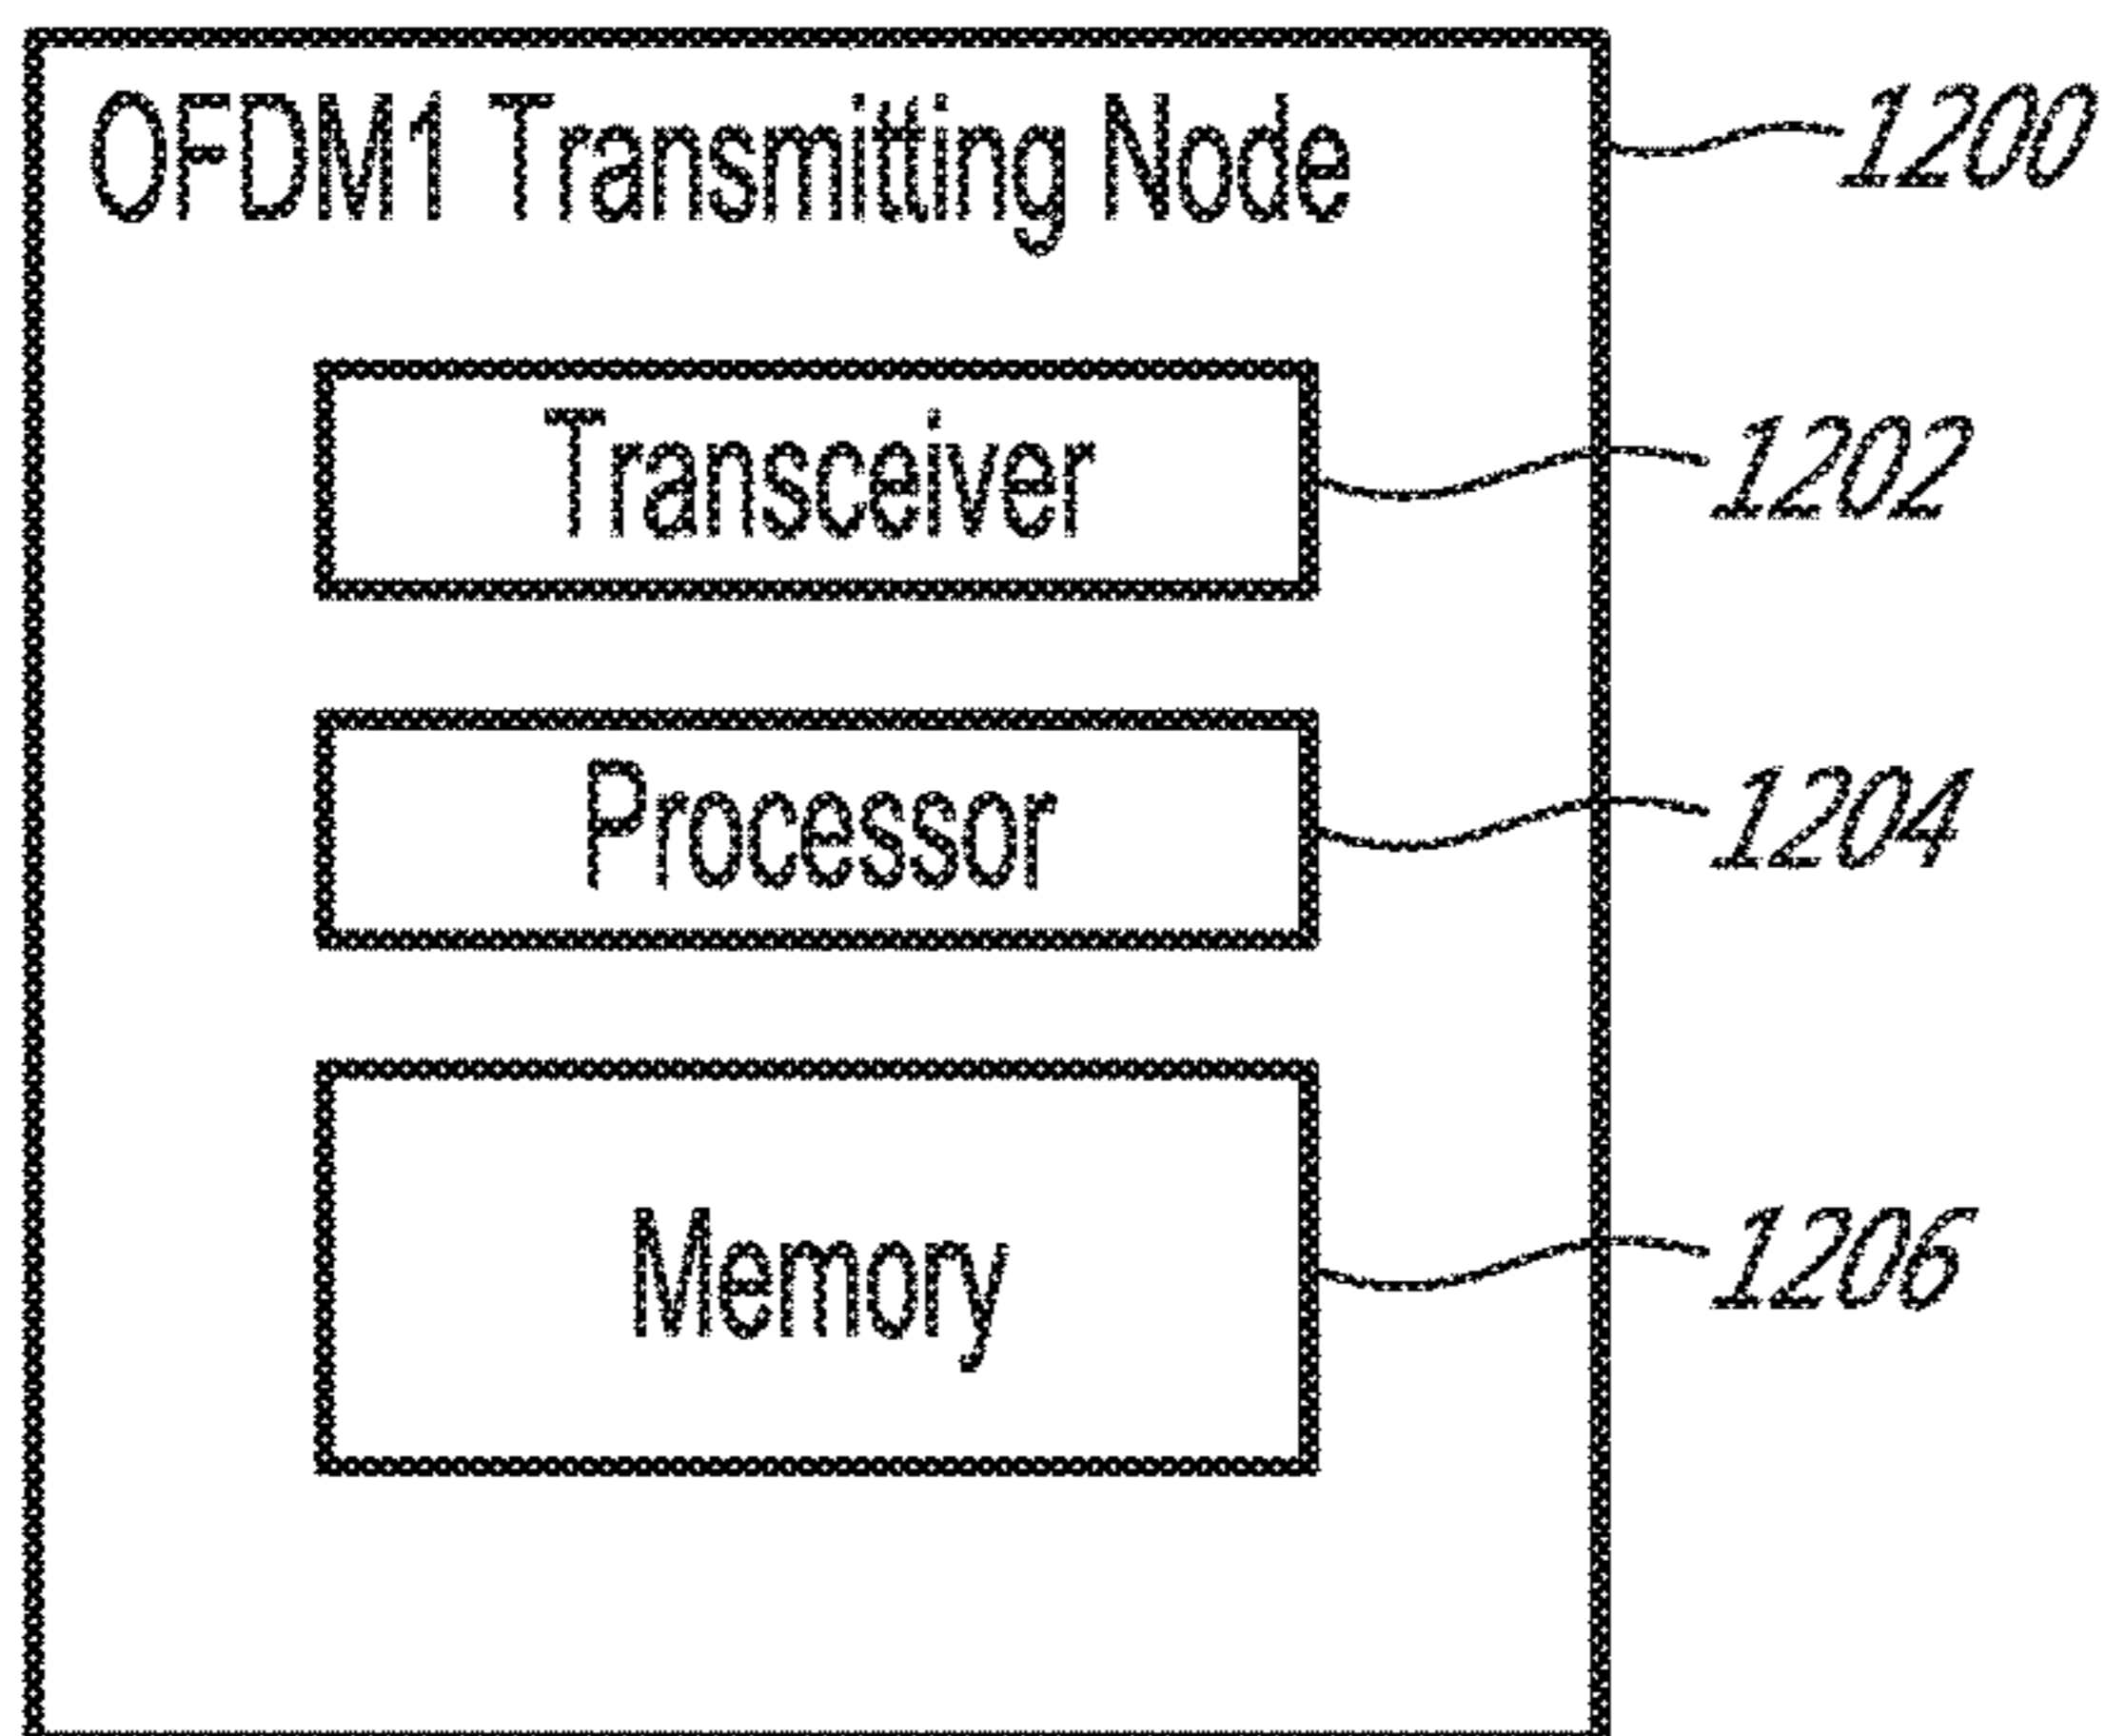 OFDM1 Transmitting Node
1200
Transceiver
1202
Processor
1204
Memory
1206